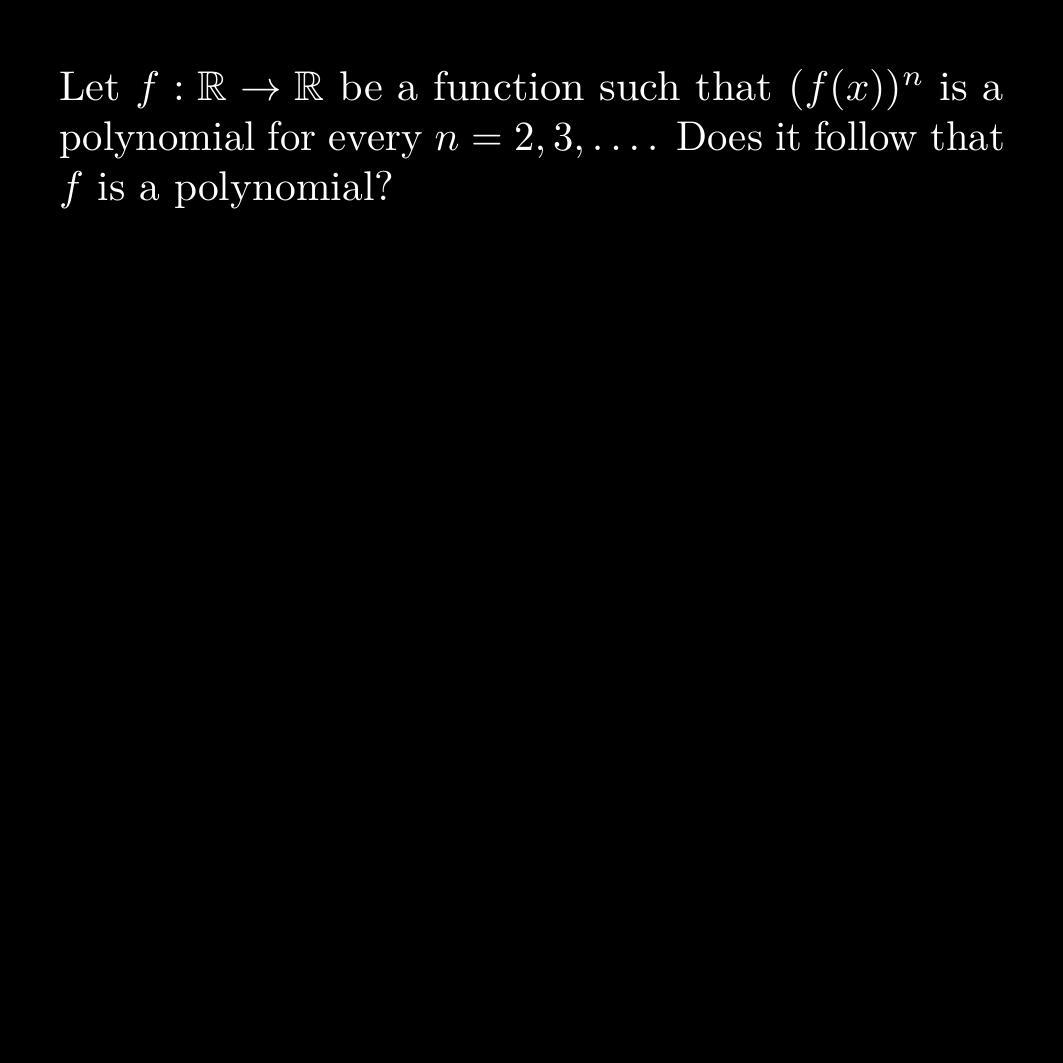 Let $f : \mathbb{R} \to \mathbb{R}$ be a function such that $(f(x))^n$ is a
polynomial for every $n = 2, 3, \ldots.$ Does it follow that
$f$ is a polynomial?